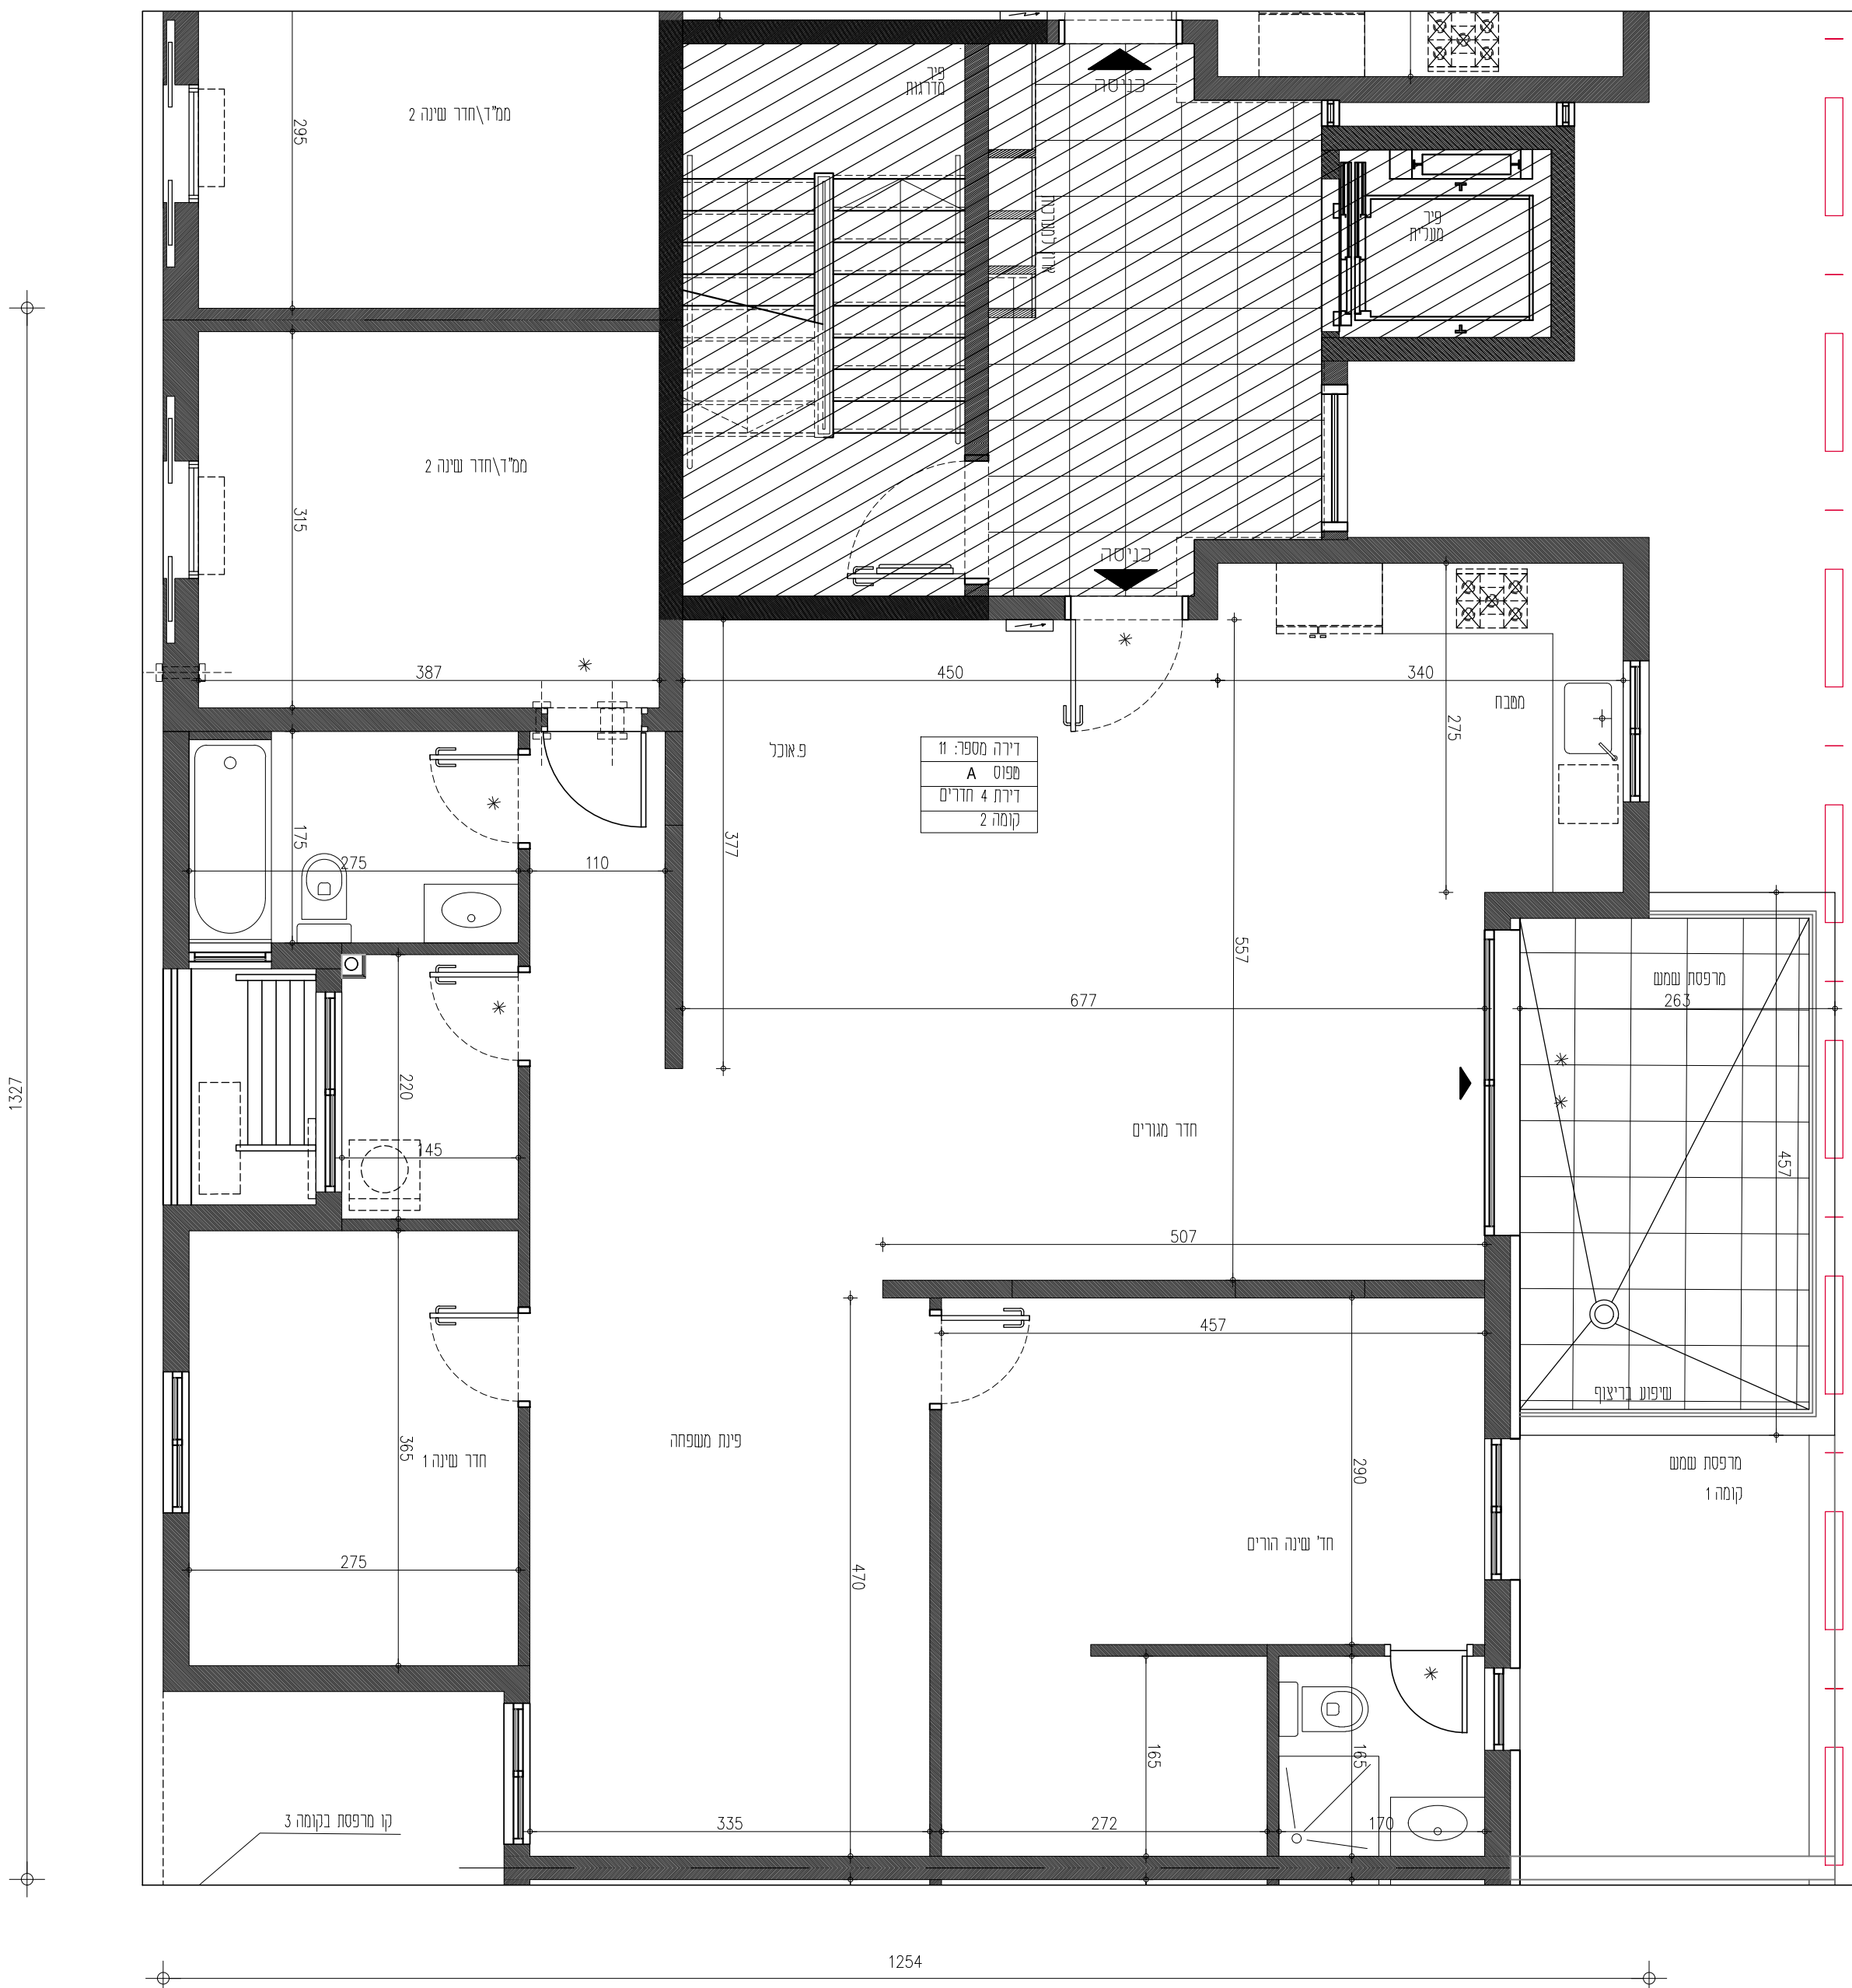 כניסה
פיר
מדרגות
ממ"ד\חדר שינה 2
295
פיר
מעלית
ארון למערכות
ממ"ד\חדר שינה 2
315
כניסה
387
450
340
מטבח
275
פ.אוכל
דירה מספר: 11
טפוס A
דירת 4 חדרים
קומה 2
175
377
275
110
557
מרפסת שמש
263
677
220
1327
חדר מגורים
145
457
507
457
שיפוע בריצוף
פינת משפחה
365
חדר שינה 1
290
מרפסת שמש
קומה 1
חד' שינה הורים
275
470
165
165
קו מרפסת בקומה 3
335
272
170
1254